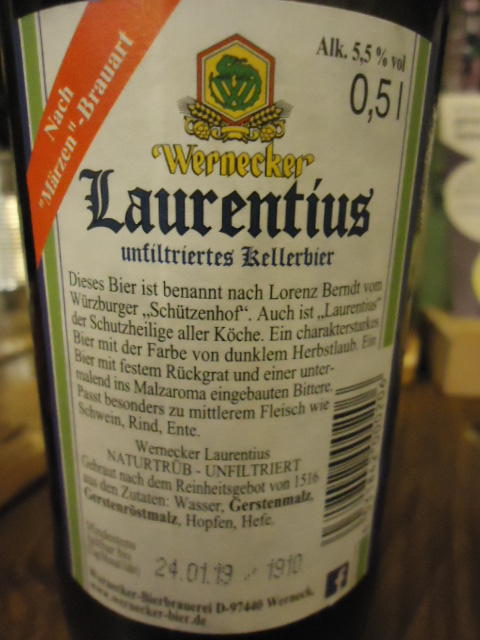 Nach
"Märzen"-Brauart
Alk. 5,5 % vol
0,5 l
W
Wernecker
Laurentius
unfiltriertes Kellerbier
Dieses Bier ist benannt nach Lorenz Berndt vom
Würzburger „Schützenhof“. Auch ist „Laurentius“
der Schutzheilige aller Köche. Ein charakterstarkes
Bier mit der Farbe von dunklem Herbstlaub. Ein
Bier mit festem Rückgrat und einer unter-
malend ins Malzaroma eingebauten Bittere.
Passt besonders zu mittlerem Fleisch wie
Schwein, Rind, Ente.
Wernecker Laurentius
NATURTRÜB - UNFILTRIERT
Gebraut nach dem Reinheitsgebot von 1516
aus den Zutaten: Wasser, Gerstenmalz,
Gerstenröstmalz, Hopfen, Hefe.
Mindestens
haltbar bis
24.01.19 1910
Wernecker-Bierbrauerei D-97440 Werneck.
www.wernecker-bier.de
f